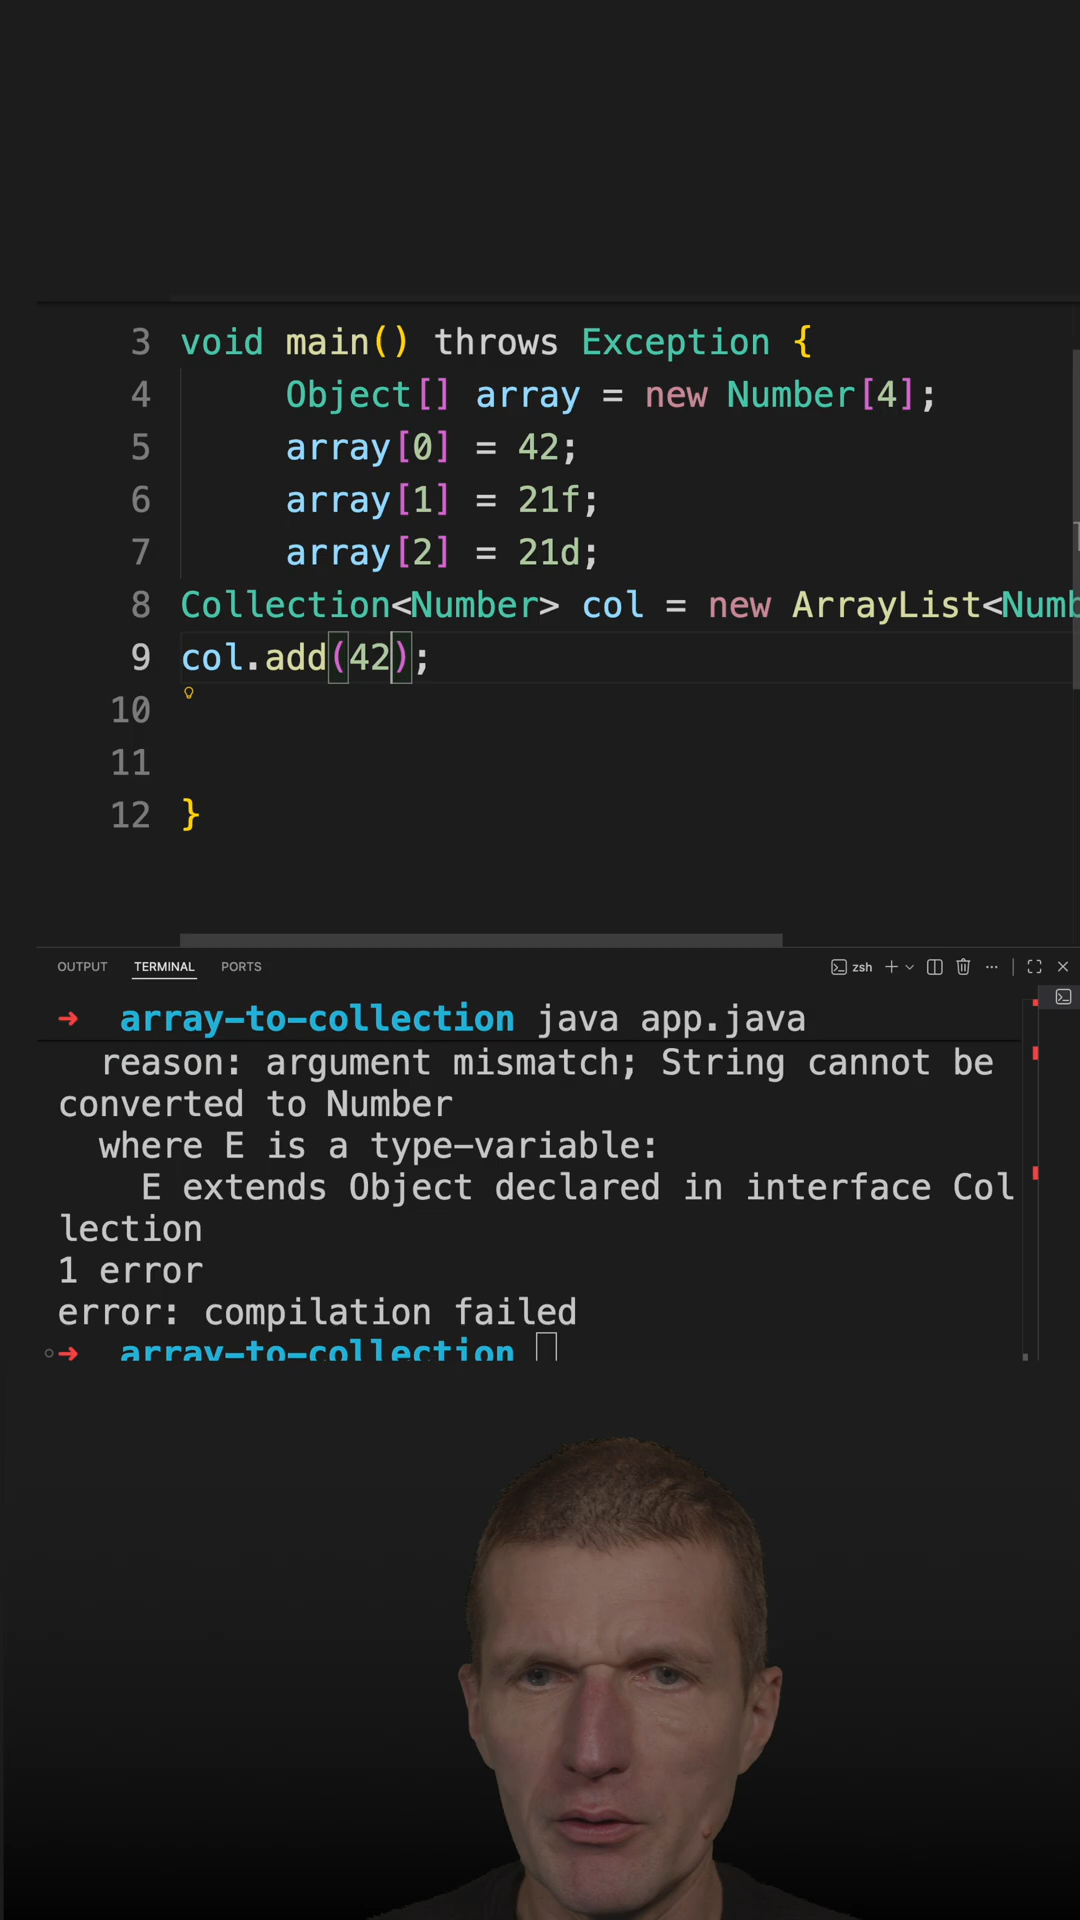 3 void main() throws Exception {
4 Object[] array = new Number[4];
5 array[0] = 42;
6 array[1] = 21f;
7 array[2] = 21d;
8 Collection<Number> col = new ArrayList<Numb
9 col.add(42);
10
11
12 }
OUTPUT TERMINAL PORTS zsh
➜ array-to-collection java app.java
reason: argument mismatch; String cannot be
converted to Number
where E is a type-variable:
E extends Object declared in interface Col
lection
1 error
error: compilation failed
➜ array-to-collection